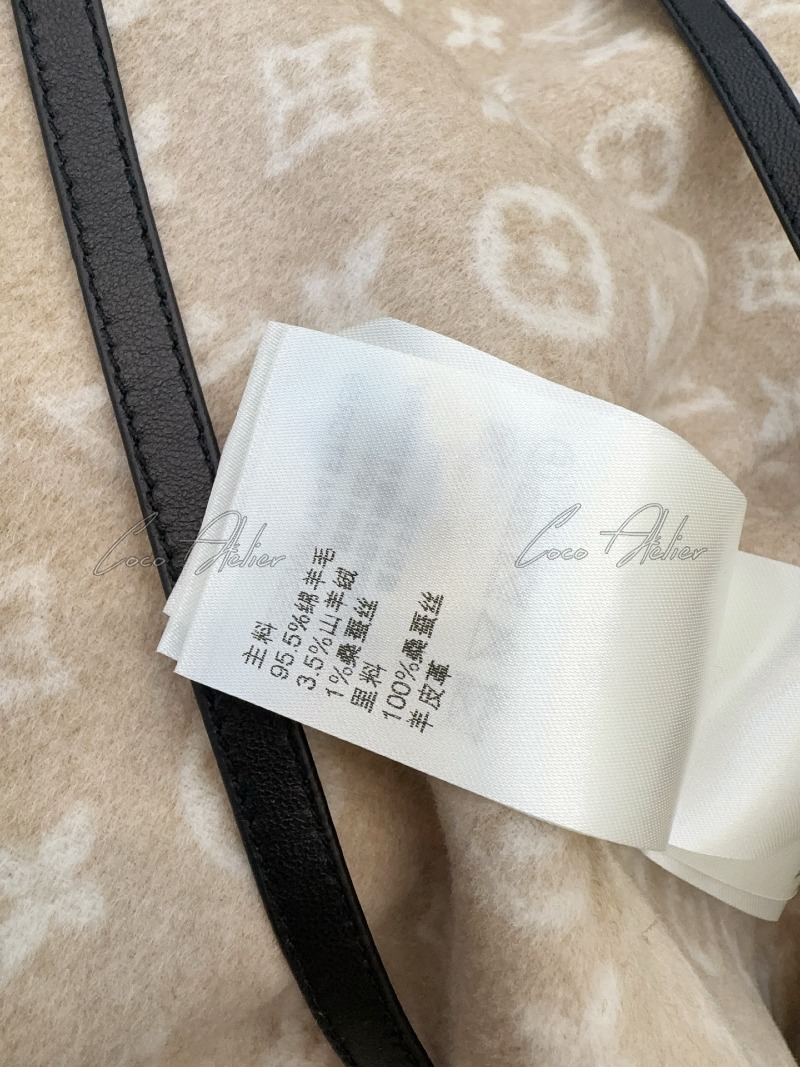 主料
95.5%绵羊毛
3.5%山羊绒
1%桑蚕丝
里料
100%桑蚕丝
羊皮革
Coco Atelier
Coco Atelier